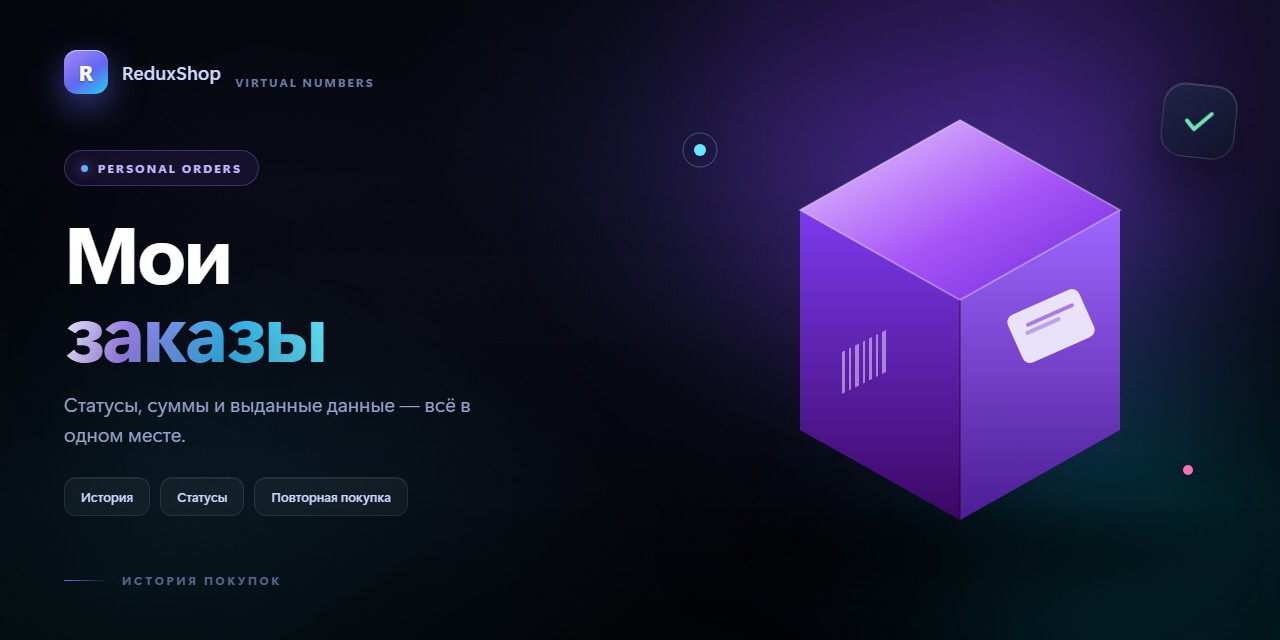 R
ReduxShop VIRTUAL NUMBERS
PERSONAL ORDERS
Мои
заказы
Статусы, суммы и выданные данные — всё в
одном месте.
История Статусы Повторная покупка
ИСТОРИЯ ПОКУПОК